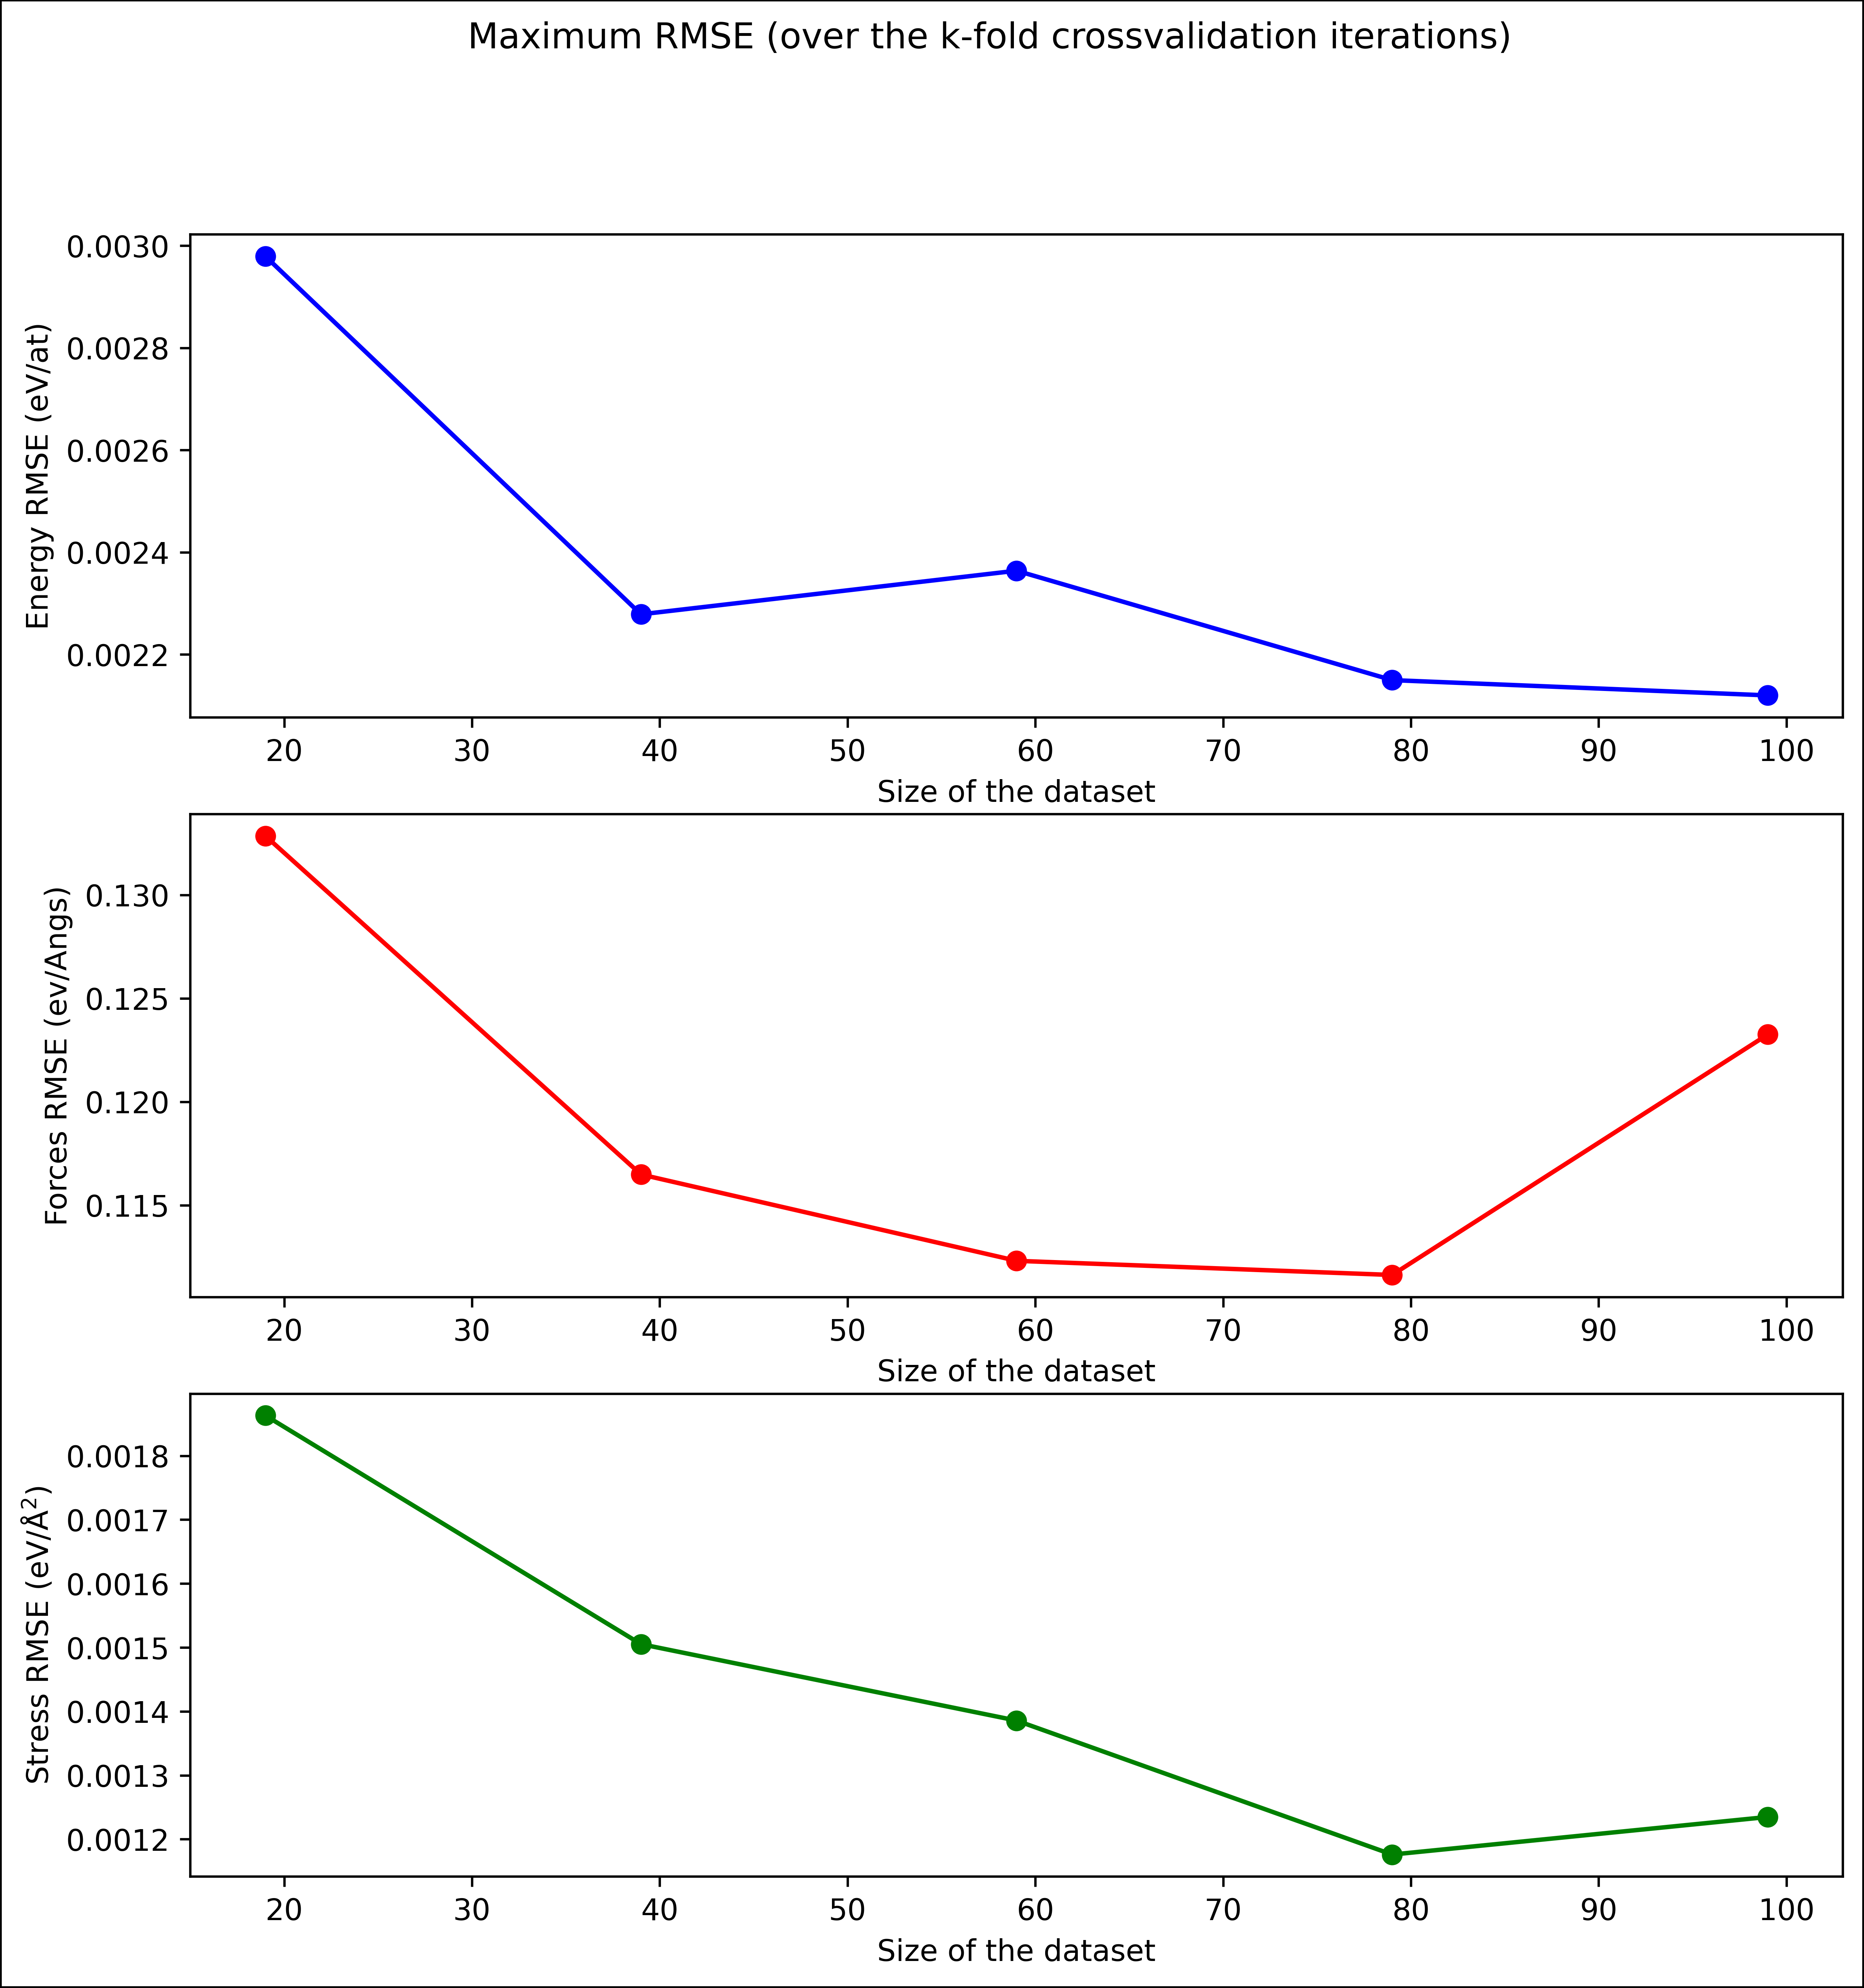 Maximum RMSE (over the k-fold crossvalidation iterations)
0.0030
0.0028
0.0026
0.0024
0.0022
Energy RMSE (eV/at)
20 30 40 50 60 70 80 90 100
Size of the dataset
0.130
0.125
0.120
0.115
Forces RMSE (ev/Angs)
20 30 40 50 60 70 80 90 100
Size of the dataset
0.0018
0.0017
0.0016
0.0015
0.0014
0.0013
0.0012
Stress RMSE (eV/Å²)
20 30 40 50 60 70 80 90 100
Size of the dataset